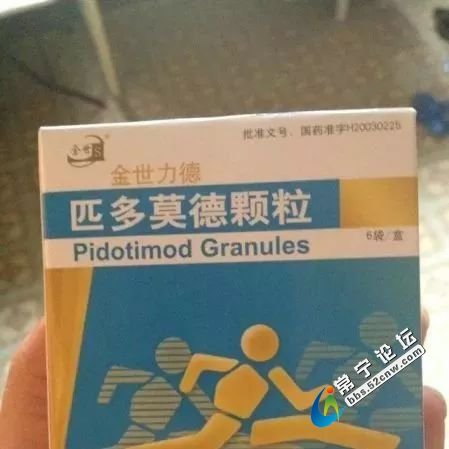 批准文号、国药准字H20030225
金世
S
金世力德
匹多莫德颗粒
Pidotimod Granules
6袋/盒
常宁论坛
bbs.52cnw.com